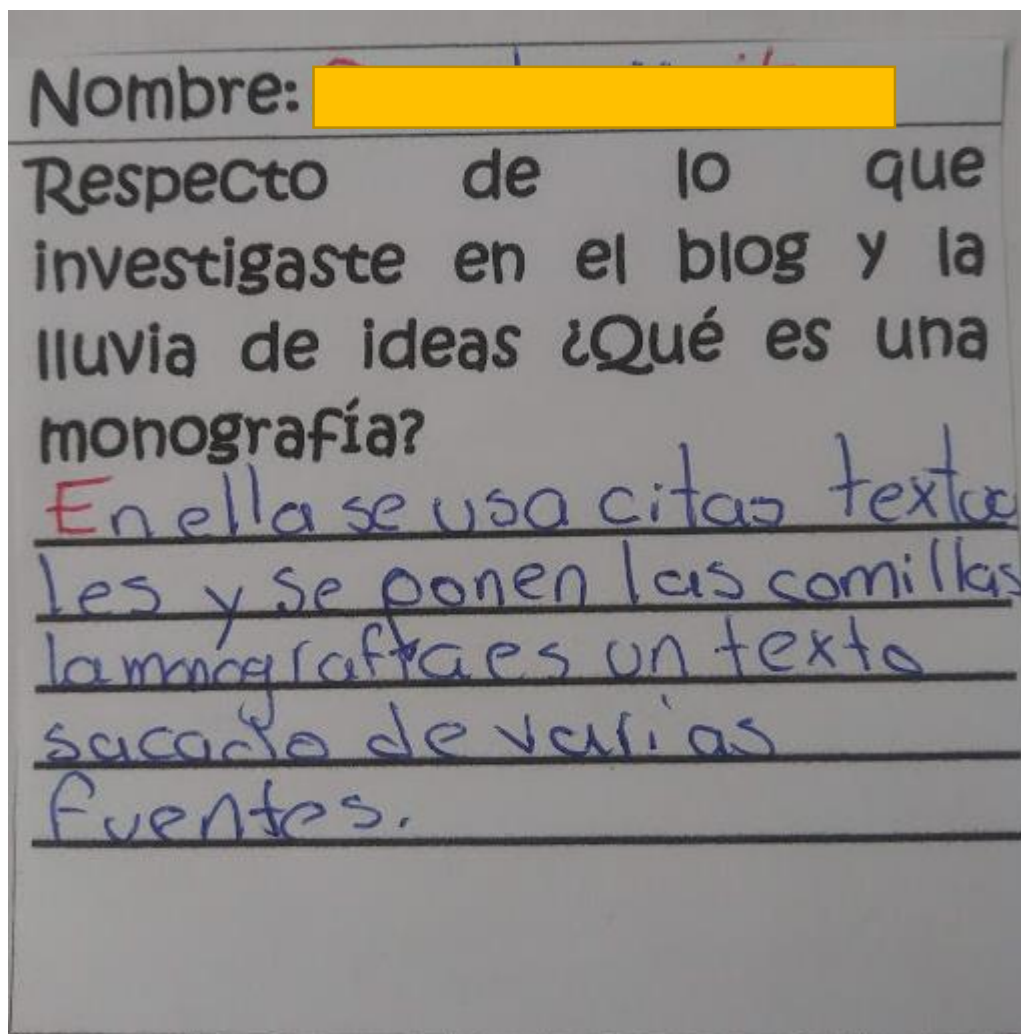 Nombre:
Respecto de lo que
investigaste en el blog y la
lluvia de ideas ¿Qué es una
monografía?
En ella se usa citas textua
les y se ponen las comillas
la monografía es un texto
sacado de varias
fuentes.